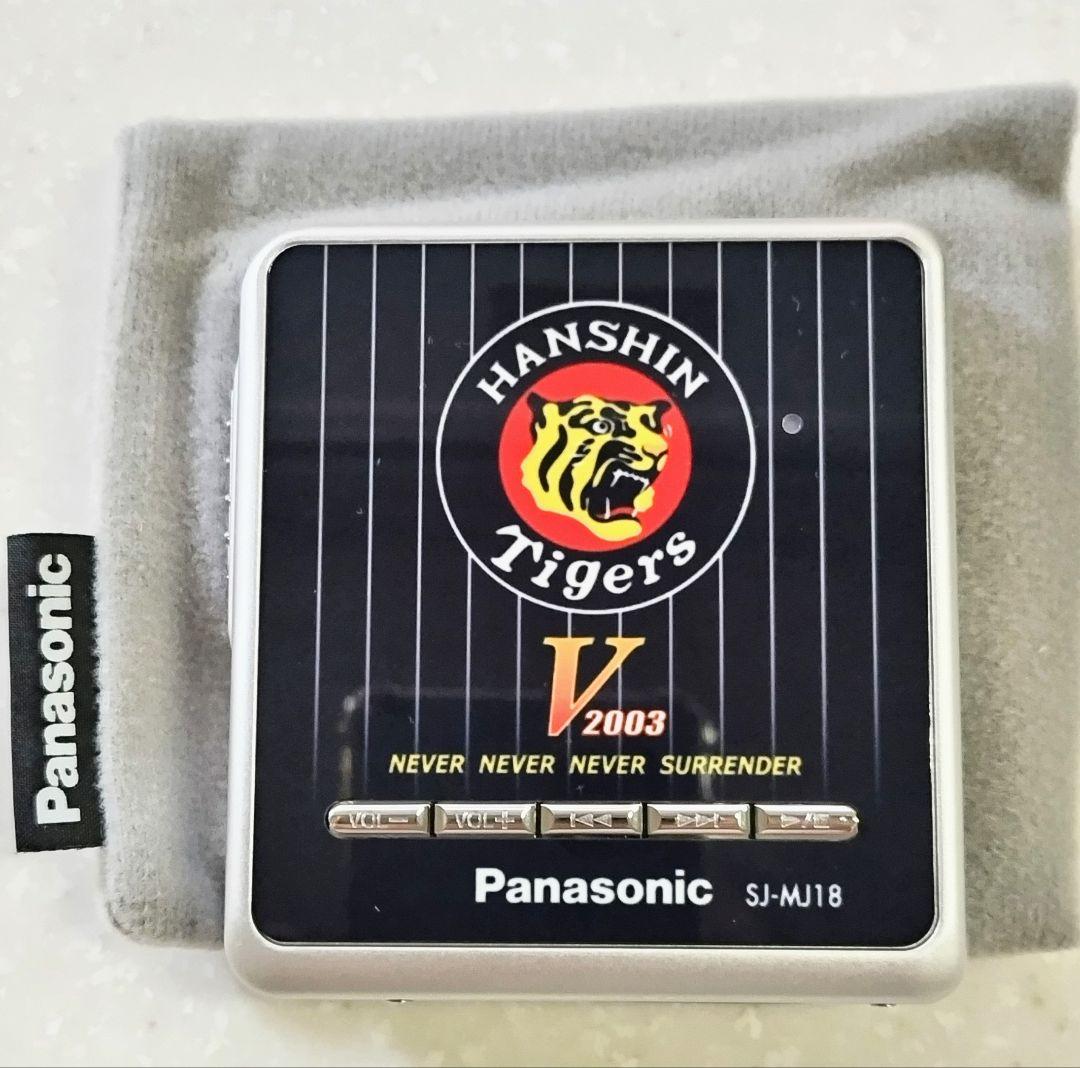 HANSHIN
Tigers
V
2003
NEVER NEVER NEVER SURRENDER
VOL− VOL+
Panasonic SJ-MJ18
Panasonic